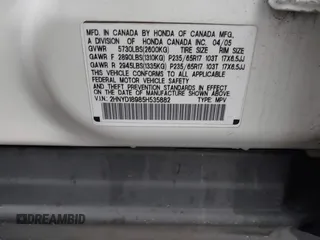 MFD. IN CANADA BY HONDA OF CANADA MFG.,
A DIVISION OF HONDA CANADA INC. 04/05
GVWR 5730LBS(2600KG) TIRE SIZE RIM SIZE
GAWR F 2890LBS(1310KG) P235/65R17 103T 17X6.5JJ
GAWR R 2945LBS(1335KG) P235/65R17 103T 17X6.5JJ
THIS VEHICLE CONFORMS TO ALL APPLICABLE
FEDERAL MOTOR VEHICLE SAFETY AND
THEFT PREVENTION STANDARDS IN EFFECT
ON THE DATE OF MANUFACTURE SHOWN ABOVE.
V.I.N.: 2HNYD18985H535882 TYPE: MPV
DREAMBID